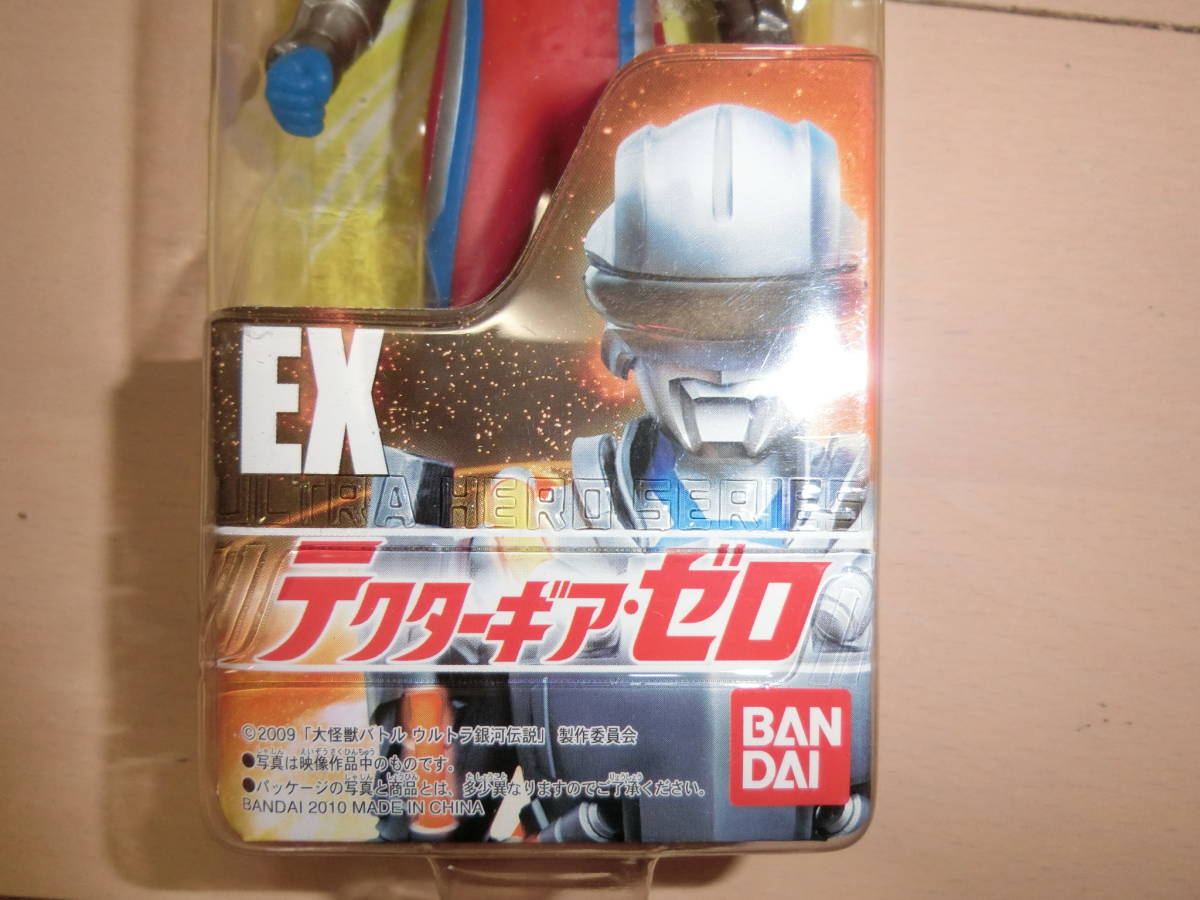 EX
ULTRA HERO SERIES
テクターギア・ゼロ
BAN
DAI
©2009「大怪獣バトル ウルトラ銀河伝説」製作委員会
●写真は映像作品中のものです。
●パッケージの写真と商品とは、多少異なりますのでご了承ください。
BANDAI 2010 MADE IN CHINA